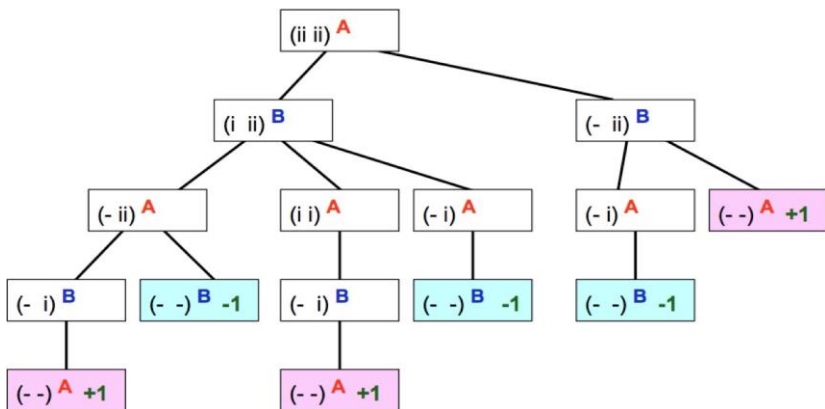 (ii ii) A
(i ii) B
(- ii) B
(- ii) A
(i i) A
(- i) A
(- i) A
(- -) A +1
(- i) B
(- -) B -1
(- i) B
(- -) B -1
(- -) B -1
(- -) A +1
(- -) A +1